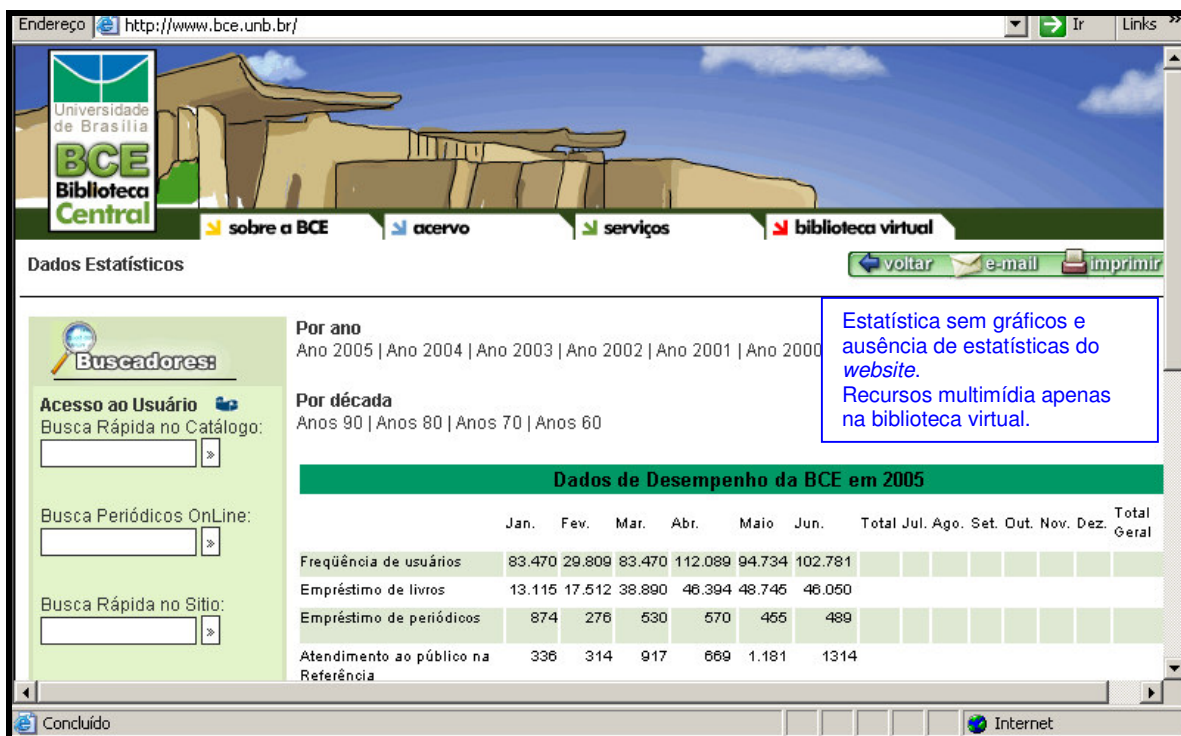 Endereço http://www.bce.unb.br/ Ir Links »
Universidade
de Brasília
BCE
Biblioteca
Central
sobre a BCE acervo serviços biblioteca virtual
Dados Estatísticos voltar e-mail imprimir
Buscadores:
Acesso ao Usuário
Busca Rápida no Catálogo:
»
Busca Periódicos OnLine:
»
Busca Rápida no Sitio:
»
Por ano
Ano 2005 | Ano 2004 | Ano 2003 | Ano 2002 | Ano 2001 | Ano 2000
Por década
Anos 90 | Anos 80 | Anos 70 | Anos 60
Estatística sem gráficos e
ausência de estatísticas do
website.
Recursos multimídia apenas
na biblioteca virtual.
Dados de Desempenho da BCE em 2005
Jan. Fev. Mar. Abr. Maio Jun. Total Jul. Ago. Set. Out. Nov. Dez. Total Geral
Freqüência de usuários 83.470 29.809 83.470 112.089 94.734 102.781
Empréstimo de livros 13.115 17.512 38.890 46.394 48.745 46.050
Empréstimo de periódicos 874 276 530 570 455 489
Atendimento ao público na 336 314 917 669 1.181 1314
Referência
Concluído Internet